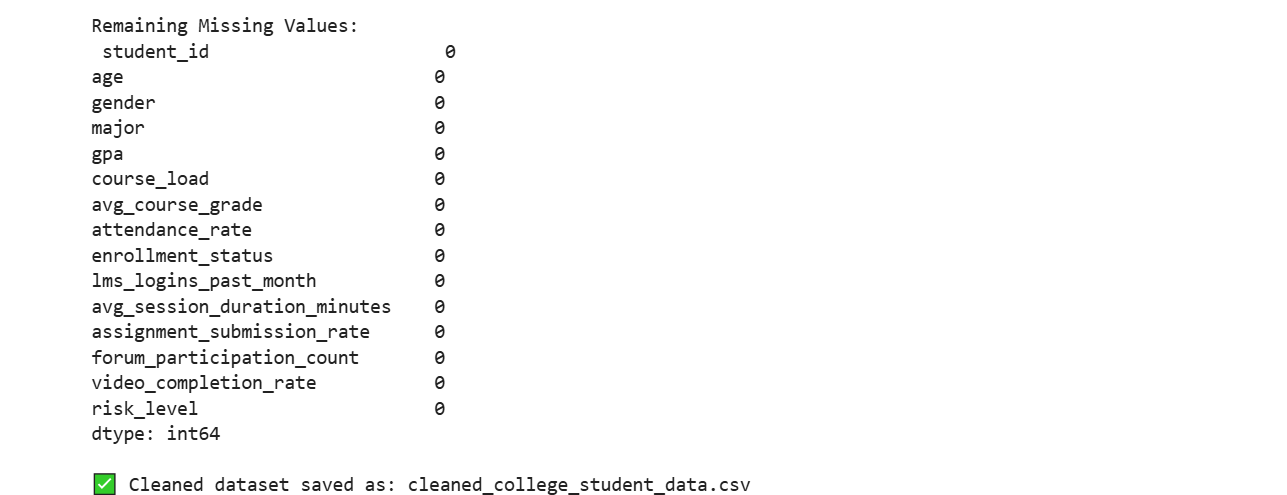 Remaining Missing Values:
 student_id                      0
age                             0
gender                          0
major                           0
gpa                             0
course_load                     0
avg_course_grade                0
attendance_rate                 0
enrollment_status               0
lms_logins_past_month           0
avg_session_duration_minutes    0
assignment_submission_rate      0
forum_participation_count       0
video_completion_rate           0
risk_level                      0
dtype: int64
✅ Cleaned dataset saved as: cleaned_college_student_data.csv